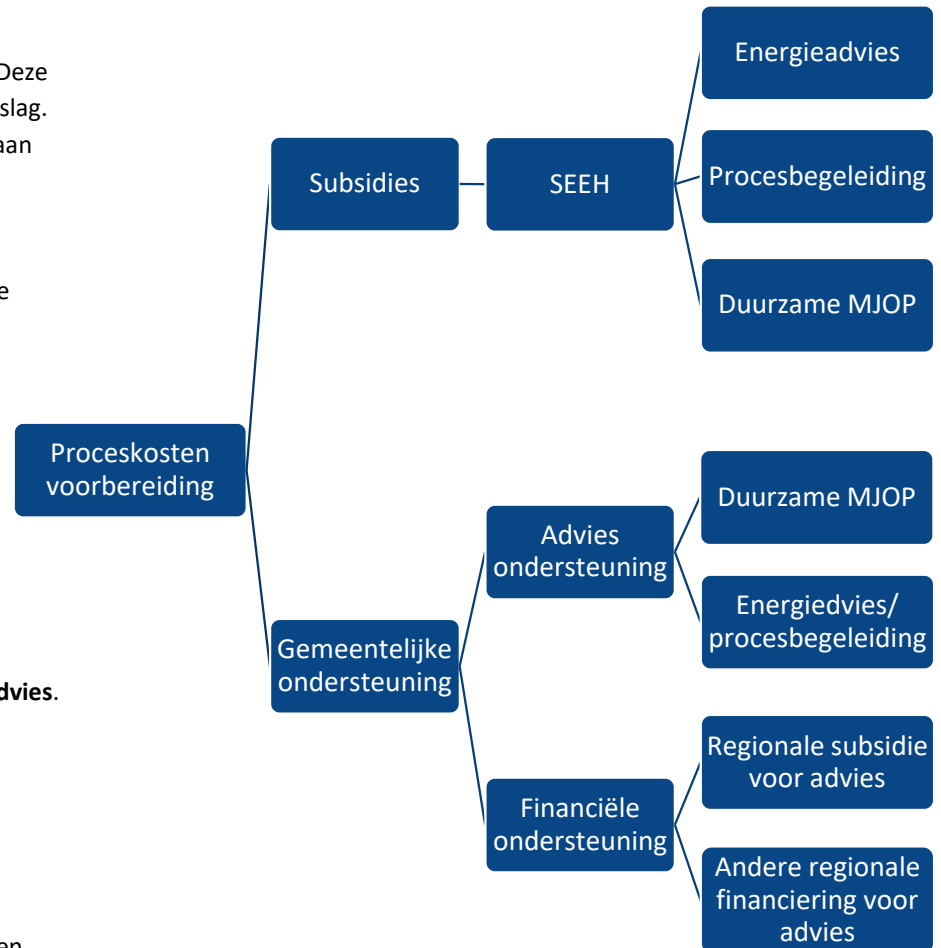 Deze
slag.
aan
e
dvies.
en
Proceskosten
voorbereiding
Subsidies
SEEH
Energieadvies
Procesbegeleiding
Duurzame MJOP
Gemeentelijke
ondersteuning
Advies
ondersteuning
Duurzame MJOP
Energiedvies/
procesbegeleiding
Financiële
ondersteuning
Regionale subsidie
voor advies
Andere regionale
financiering voor
advies